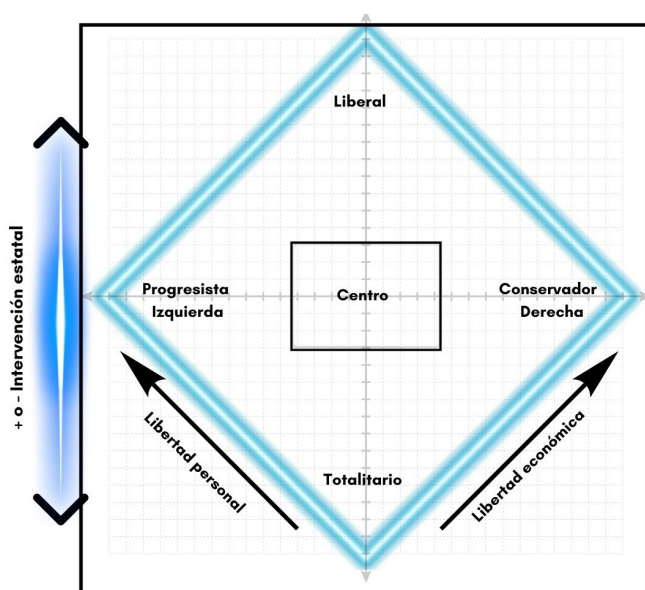 Liberal
+ o - Intervención estatal
Progresista
Izquierda
Centro
Conservador
Derecha
Libertad personal
Libertad económica
Totalitario